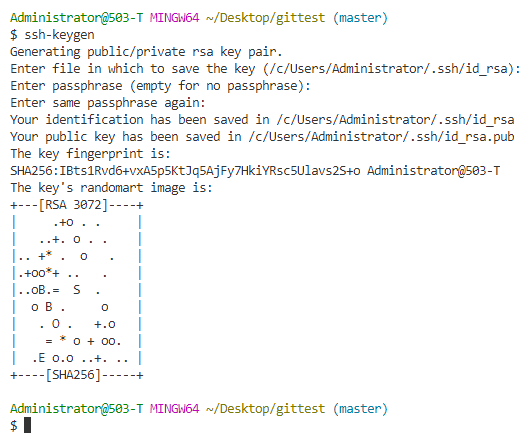 Administrator@503-T MINGW64 ~/Desktop/gittest (master)
$ ssh-keygen
Generating public/private rsa key pair.
Enter file in which to save the key (/c/Users/Administrator/.ssh/id_rsa):
Enter passphrase (empty for no passphrase):
Enter same passphrase again:
Your identification has been saved in /c/Users/Administrator/.ssh/id_rsa
Your public key has been saved in /c/Users/Administrator/.ssh/id_rsa.pub
The key fingerprint is:
SHA256:IBts1Rvd6+vxA5p5KtJq5AjFy7HkiYRsc5Ulavs2S+o Administrator@503-T
The key's randomart image is:
+---[RSA 3072]----+
|     .+o . .     |
|   ..+. o . .    |
|.. +* .  o   .   |
|.+oo*+ ..   .    |
|..oB.=  S  .     |
|  o B .     o    |
|   . O .   +.o   |
|    = * o + oo.  |
|  .E o.o ..+. .. |
+----[SHA256]-----+
Administrator@503-T MINGW64 ~/Desktop/gittest (master)
$